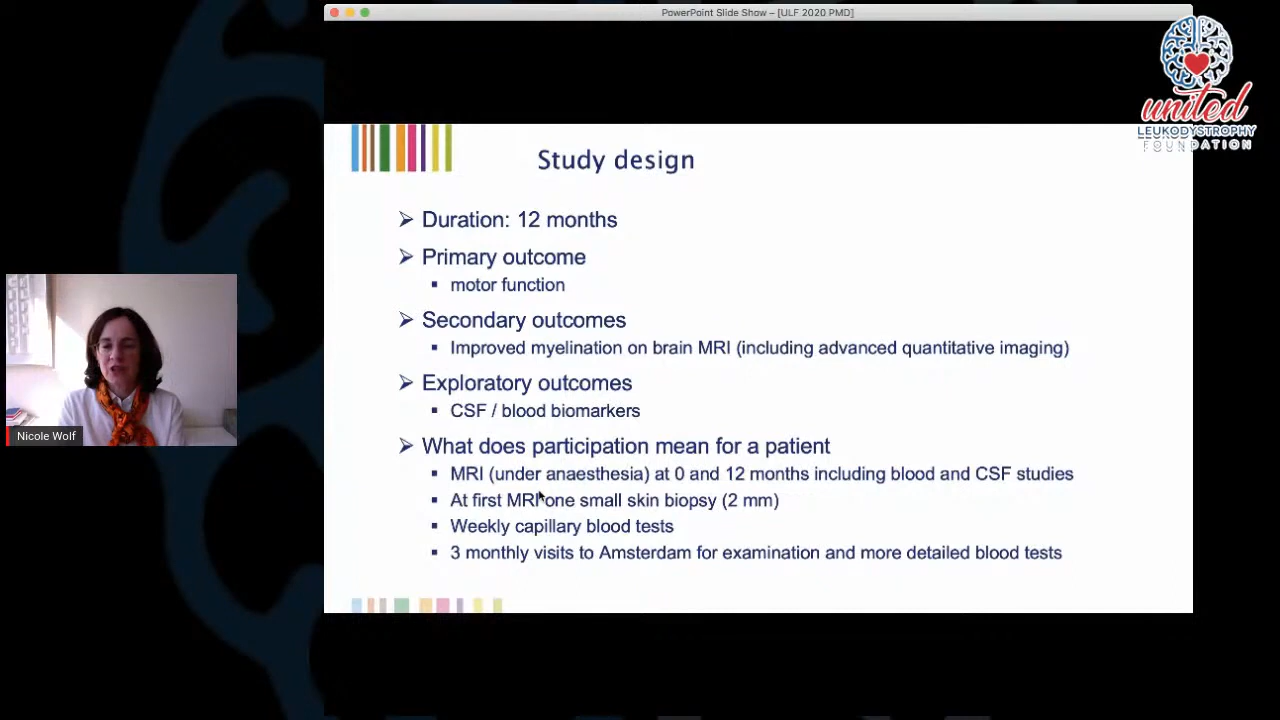 PowerPoint Slide Show – [ULF 2020 PMD]
united
LEUKODYSTROPHY
FOUNDATION
Study design
Duration: 12 months
Primary outcome
motor function
Secondary outcomes
Improved myelination on brain MRI (including advanced quantitative imaging)
Exploratory outcomes
CSF / blood biomarkers
What does participation mean for a patient
MRI (under anaesthesia) at 0 and 12 months including blood and CSF studies
At first MRI one small skin biopsy (2 mm)
Weekly capillary blood tests
3 monthly visits to Amsterdam for examination and more detailed blood tests
Nicole Wolf